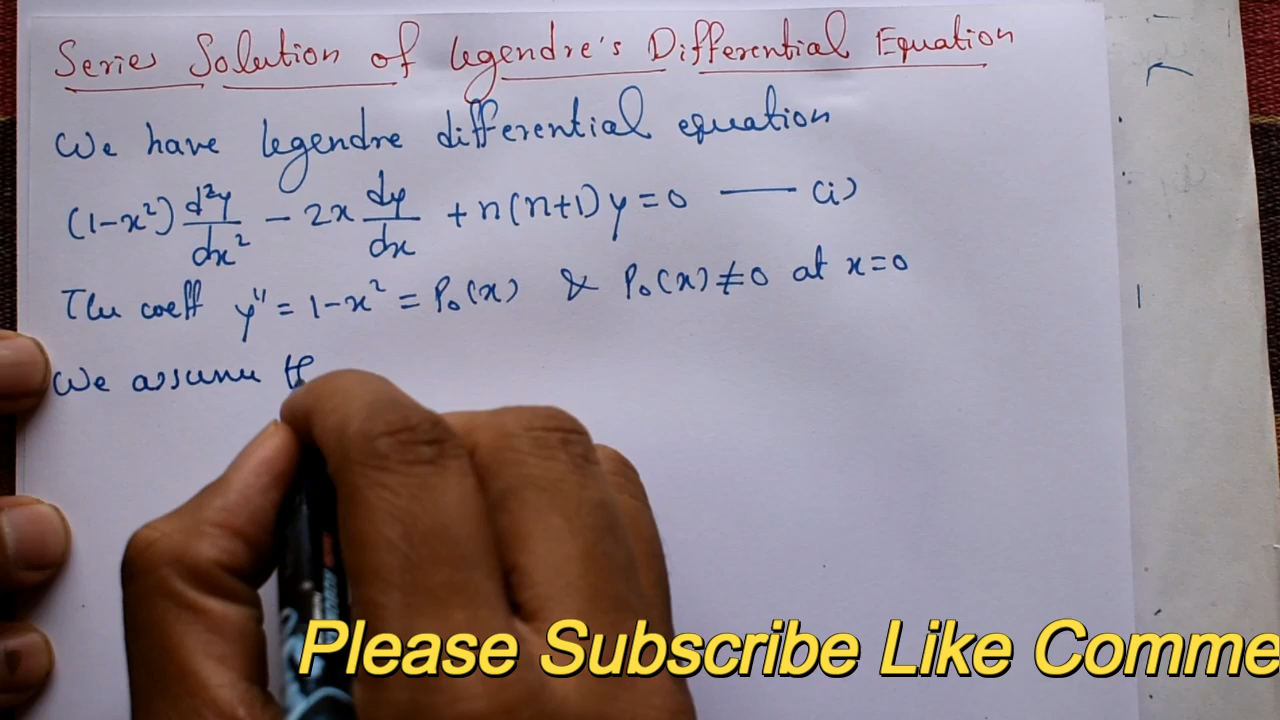 Series Solution of Legendre's Differential Equation
We have legendre differential equation
(1-x²) d²y/dx² - 2x dy/dx + n(n+1)y = 0 —— (i)
The coeff y'' = 1-x² = P₀(x) & P₀(x) ≠ 0 at x=0
We assume
Please Subscribe Like Comme